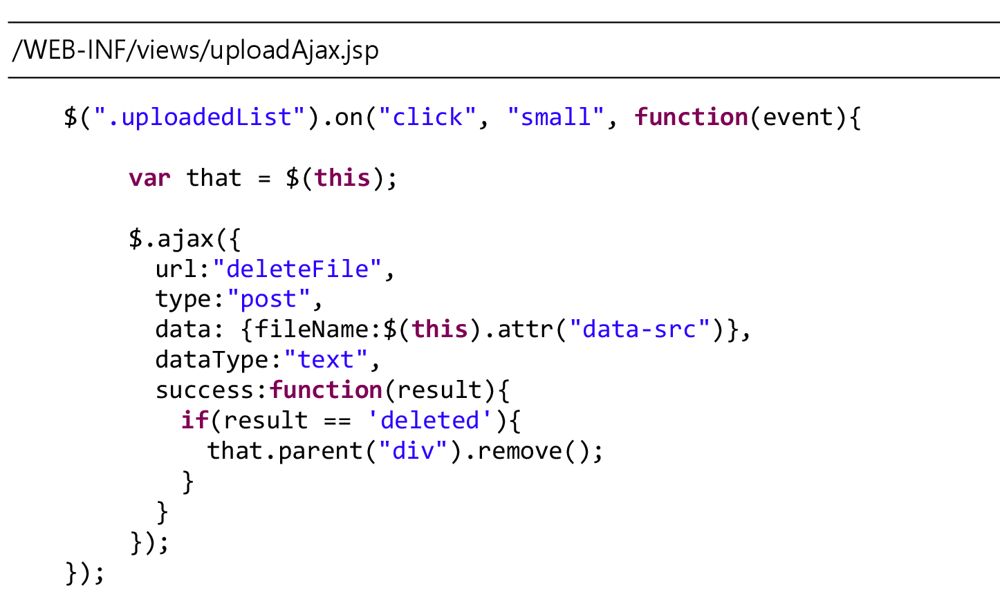 /WEB-INF/views/uploadAjax.jsp
$(".uploadedList").on("click", "small", function(event){
var that = $(this);
$.ajax({
url:"deleteFile",
type:"post",
data: {fileName:$(this).attr("data-src")},
dataType:"text",
success:function(result){
if(result == 'deleted'){
that.parent("div").remove();
}
}
});
});